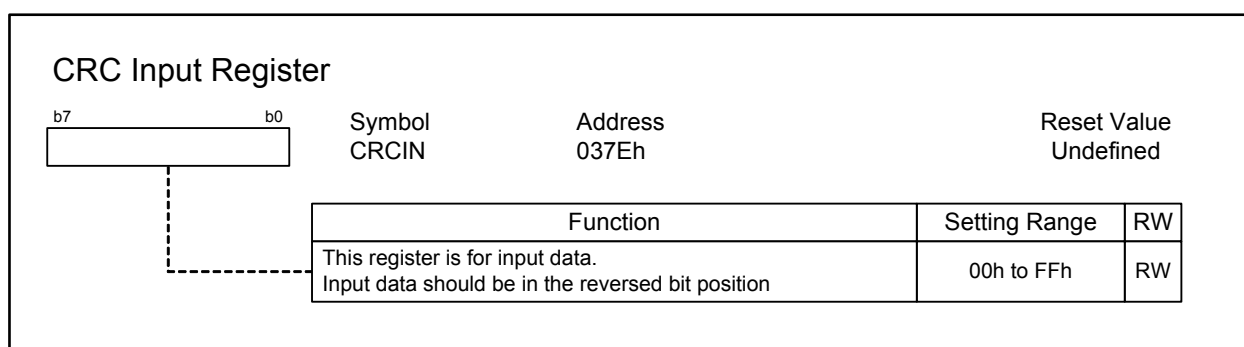 CRC Input Register
b7 b0
Symbol Address Reset Value
CRCIN 037Eh Undefined
Function Setting Range RW
This register is for input data.
Input data should be in the reversed bit position
00h to FFh RW